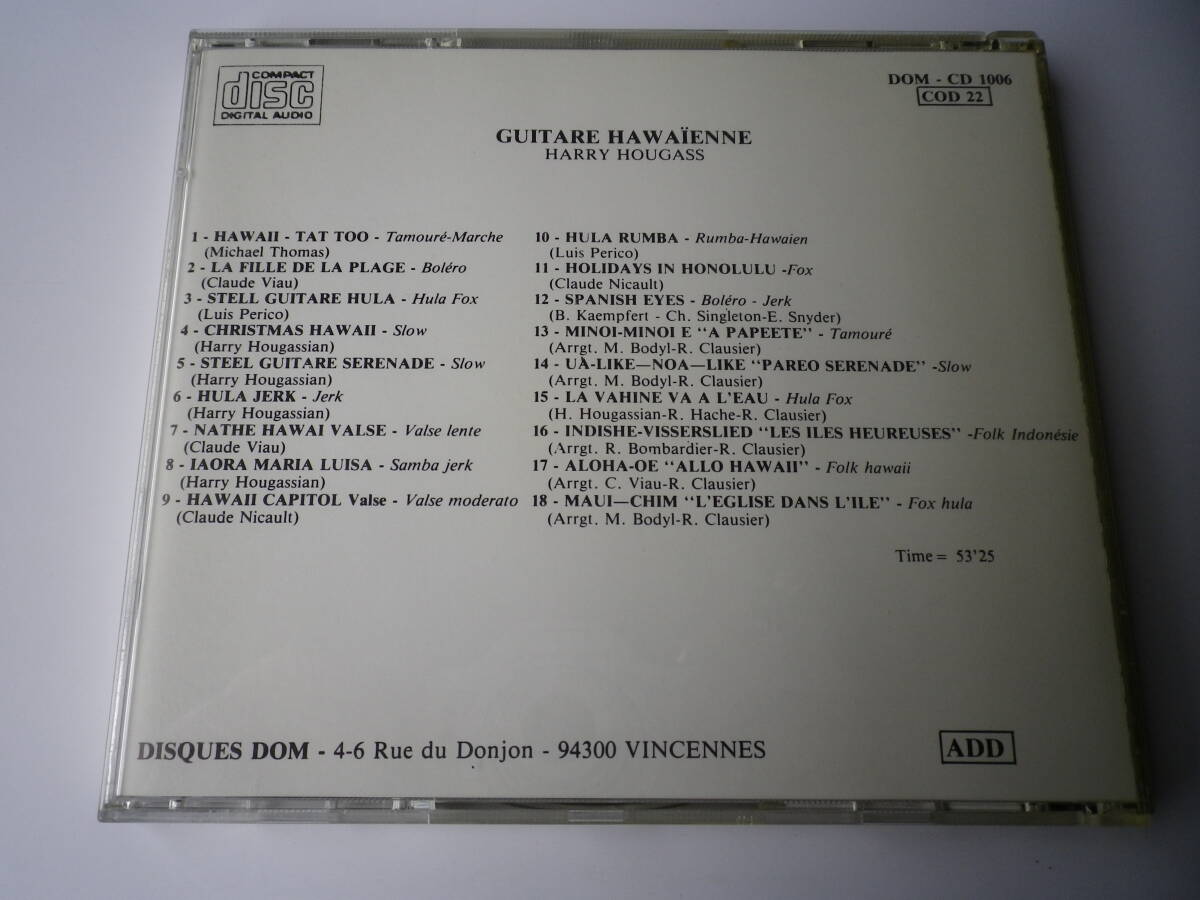 COMPACT
disc
DIGITAL AUDIO
DOM - CD 1006
COD 22
GUITARE HAWAÏENNE
HARRY HOUGASS
1 - HAWAII - TAT TOO - Tamouré-Marche
(Michael Thomas)
2 - LA FILLE DE LA PLAGE - Boléro
(Claude Viau)
3 - STELL GUITARE HULA - Hula Fox
(Luis Perico)
4 - CHRISTMAS HAWAII - Slow
(Harry Hougassian)
5 - STEEL GUITARE SERENADE - Slow
(Harry Hougassian)
6 - HULA JERK - Jerk
(Harry Hougassian)
7 - NATHE HAWAI VALSE - Valse lente
(Claude Viau)
8 - IAORA MARIA LUISA - Samba jerk
(Harry Hougassian)
9 - HAWAII CAPITOL Valse - Valse moderato
(Claude Nicault)
10 - HULA RUMBA - Rumba-Hawaien
(Luis Perico)
11 - HOLIDAYS IN HONOLULU -Fox
(Claude Nicault)
12 - SPANISH EYES - Boléro - Jerk
(B. Kaempfert - Ch. Singleton-E. Snyder)
13 - MINOI-MINOI E "A PAPEETE" - Tamouré
(Arrgt. M. Bodyl-R. Clausier)
14 - UA-LIKE—NOA—LIKE "PAREO SERENADE" -Slow
(Arrgt. M. Bodyl-R. Clausier)
15 - LA VAHINE VA A L'EAU - Hula Fox
(H. Hougassian-R. Hache-R. Clausier)
16 - INDISHE-VISSERSLIED "LES ILES HEUREUSES" -Folk Indonésie
(Arrgt. R. Bombardier-R. Clausier)
17 - ALOHA-OE "ALLO HAWAII" - Folk hawaii
(Arrgt. C. Viau-R. Clausier)
18 - MAUI—CHIM "L'EGLISE DANS L'ILE" - Fox hula
(Arrgt. M. Bodyl-R. Clausier)
Time = 53'25
DISQUES DOM - 4-6 Rue du Donjon - 94300 VINCENNES
ADD